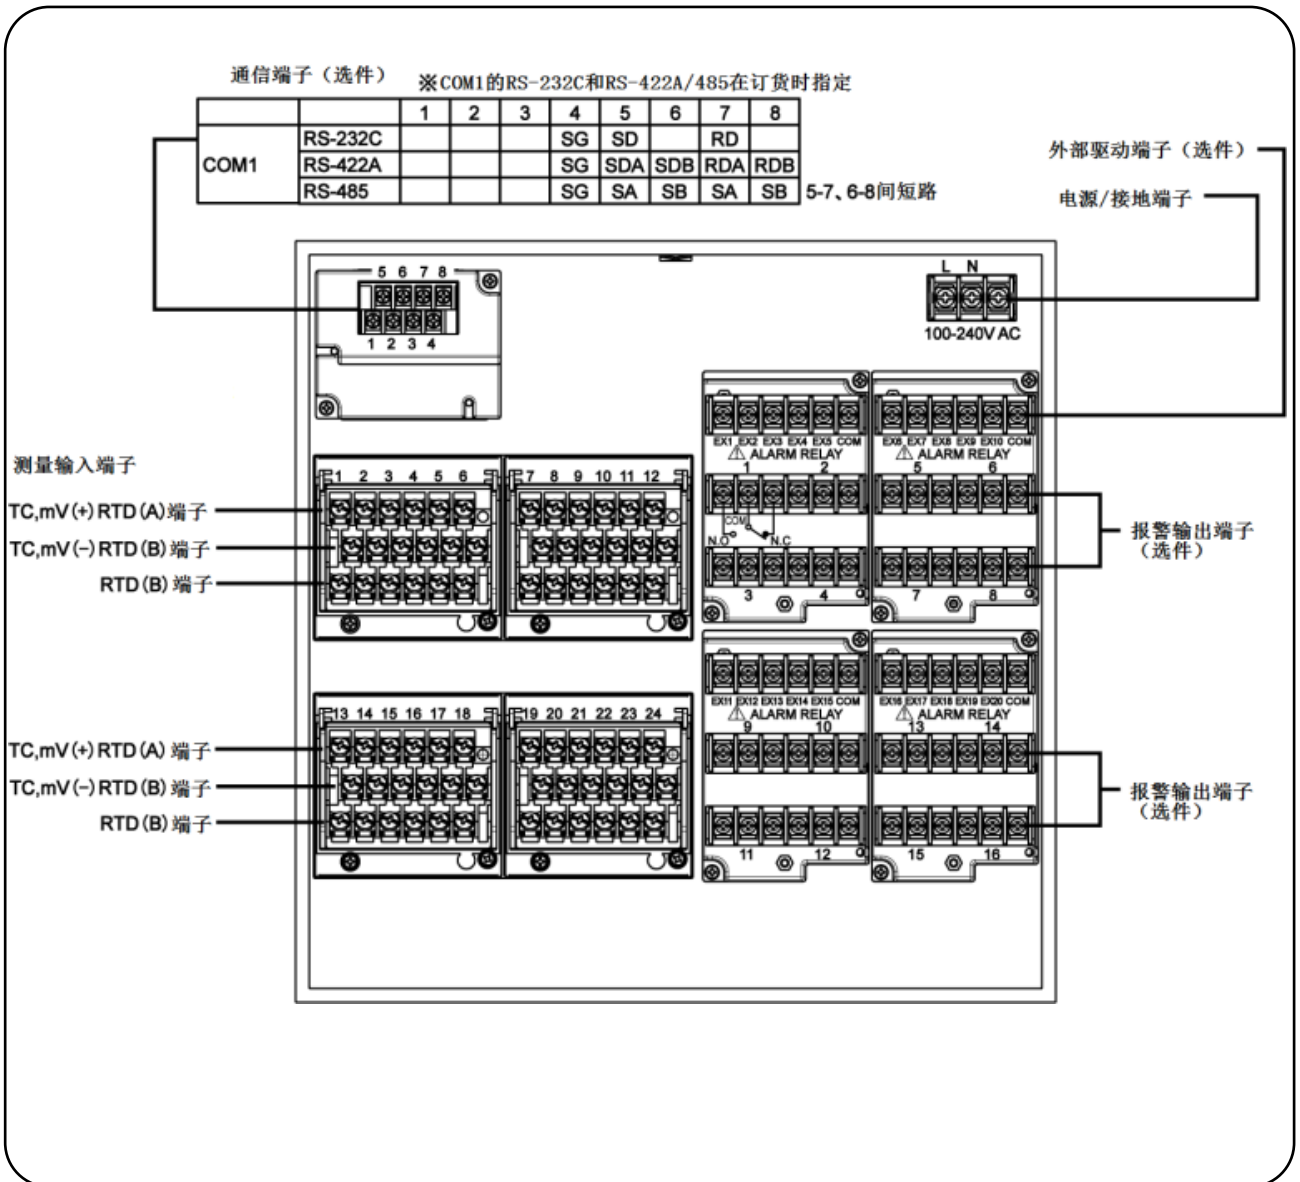 通信端子（选件） ※COM1的RS-232C和RS-422A/485在订货时指定
1 2 3 4 5 6 7 8
RS-232C SG SD RD
COM1 RS-422A SG SDA SDB RDA RDB
RS-485 SG SA SB SA SB 5-7、6-8间短路
外部驱动端子（选件）
电源/接地端子
5 6 7 8
1 2 3 4
L N
100-240V AC
EX1 EX2 EX3 EX4 EX5 COM
⚠ ALARM RELAY
1 2
COM
N.O N.C
3 4
EX6 EX7 EX8 EX9 EX10 COM
⚠ ALARM RELAY
5 6
7 8
报警输出端子
（选件）
测量输入端子
1 2 3 4 5 6
7 8 9 10 11 12
TC,mV(+) RTD(A)端子
TC,mV(-) RTD(B)端子
RTD(B)端子
EX11 EX12 EX13 EX14 EX15 COM
⚠ ALARM RELAY
9 10
11 12
EX16 EX17 EX18 EX19 EX20 COM
⚠ ALARM RELAY
13 14
15 16
报警输出端子
（选件）
13 14 15 16 17 18
19 20 21 22 23 24
TC,mV(+) RTD(A)端子
TC,mV(-) RTD(B)端子
RTD(B)端子